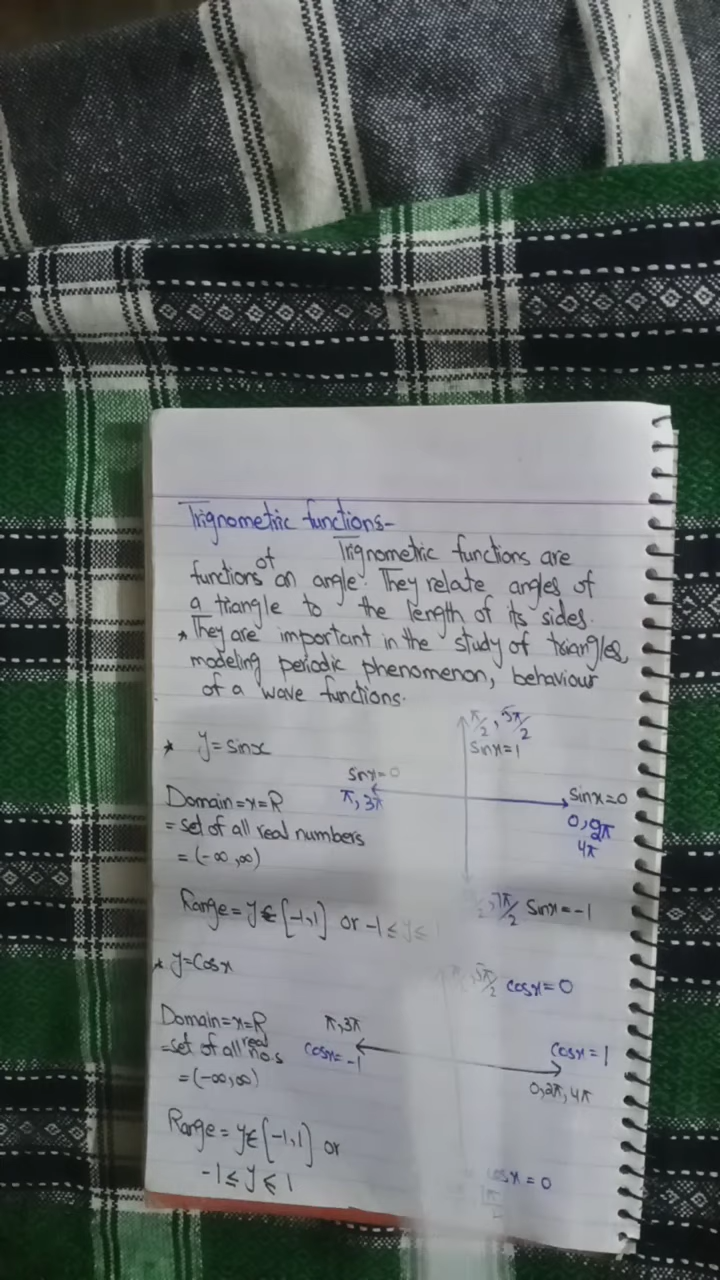 Trignometric functions-
Trignometric functions are
functions of an angle. They relate angles of
a triangle to the length of its sides.
* They are important in the study of triangles,
modeling periodic phenomenon, behaviour
of a wave functions.
* y=sinx
π/2, 5π/2
sinx=1
sinx=0
π, 3π
sinx=0
0, 2π
4π
Domain=x=R
=set of all real numbers
=(-∞,∞)
7π/2 sinx=-1
Range=y∈[-1,1] or -1≤y≤
* y=cosx
5π/2 cosx=0
Domain=x=R
=set of all real no.s
=(-∞,∞)
π,3π
cosx=-1
cosx=1
0,2π,4π
Range=y∈[-1,1] or
-1≤y≤1
cosx=0